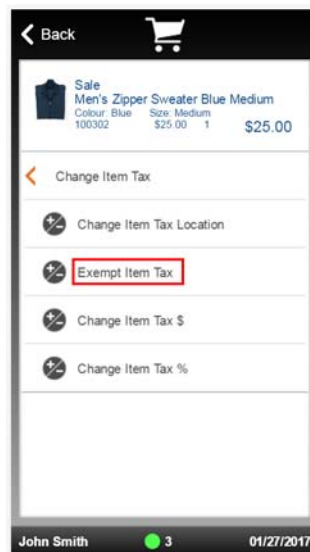 Back
Sale
Men's Zipper Sweater Blue Medium
Colour: Blue Size: Medium
100302 $25.00 1 $25.00
Change Item Tax
Change Item Tax Location
Exempt Item Tax
Change Item Tax $
Change Item Tax %
John Smith 3 01/27/2017